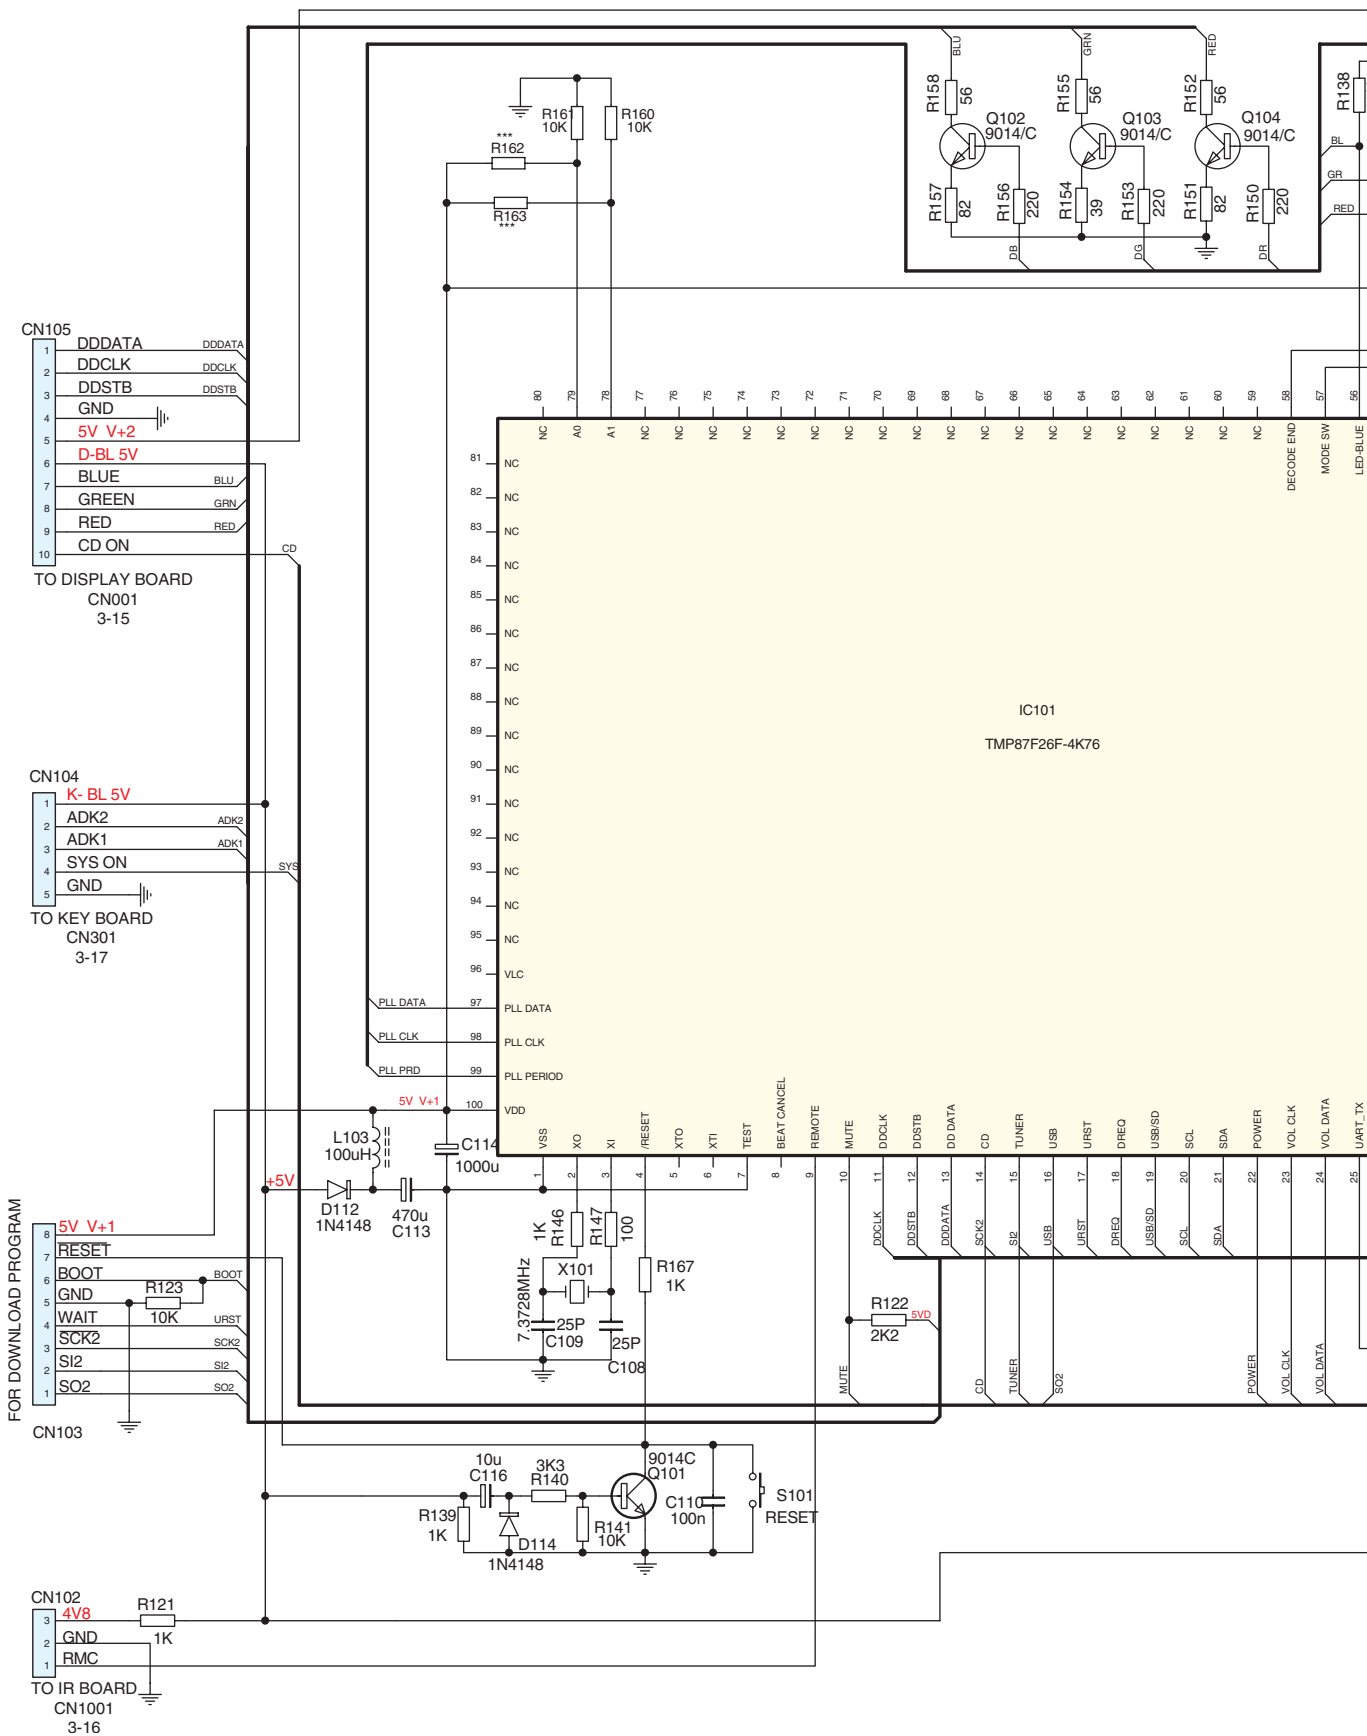 BLU
GRN
RED
R158
56
R155
56
R152
56
R138
Q102
9014/C
Q103
9014/C
Q104
9014/C
R161
10K
R160
10K
***
R162
R163
***
BL
GR
RED
R157
82
R156
220
R154
39
R153
220
R151
82
R150
220
DB
DG
DR
CN105
1 DDDATA DDDATA
2 DDCLK DDCLK
3 DDSTB DDSTB
4 GND
5 5V V+2
6 D-BL 5V
7 BLUE BLU
8 GREEN GRN
9 RED RED
10 CD ON CD
TO DISPLAY BOARD
CN001
3-15
80 79 78 77 76 75 74 73 72 71 70 69 68 67 66 65 64 63 62 61 60 59 58 57 56
NC A0 A1 NC NC NC NC NC NC NC NC NC NC NC NC NC NC NC NC NC NC NC DECODE END MODE SW LED-BLUE
81 NC
82 NC
83 NC
84 NC
85 NC
86 NC
87 NC
88 NC
89 NC
90 NC
91 NC
92 NC
93 NC
94 NC
95 NC
96 VLC
PLL DATA 97 PLL DATA
PLL CLK 98 PLL CLK
PLL PRD 99 PLL PERIOD
5V V+1 100 VDD
IC101
TMP87F26F-4K76
CN104
1 K- BL 5V
2 ADK2 ADK2
3 ADK1 ADK1
4 SYS ON SYS
5 GND
TO KEY BOARD
CN301
3-17
VSS XO XI /RESET XTO XTI TEST BEAT CANCEL REMOTE MUTE DDCLK DDSTB DD DATA CD TUNER USB URST DREQ USB/SD SCL SDA POWER VOL CLK VOL DATA UART_TX
1 2 3 4 5 6 7 8 9 10 11 12 13 14 15 16 17 18 19 20 21 22 23 24 25
L103
100uH
C114
1000u
+5V
D112
1N4148
470u
C113
1K
R146
R147
100
DDCLK DDSTB DDDATA SCK2 SI2 USB URST DREQ USB/SD SCL SDA
FOR DOWNLOAD PROGRAM
8 5V V+1
7 RESET
6 BOOT BOOT
5 GND
4 WAIT URST
3 SCK2 SCK2
2 SI2 SI2
1 SO2 SO2
CN103
R123
10K
7.3728MHz
X101
25P
C109
25P
C108
R167
1K
R122
2K2
5VD
MUTE
CD
TUNER
SO2
POWER
VOL CLK
VOL DATA
10u
C116
3K3
R140
9014C
Q101
R139
1K
D114
1N4148
R141
10K
C110
100n
S101
RESET
CN102
3 4V8
2 GND
1 RMC
R121
1K
TO IR BOARD
CN1001
3-16